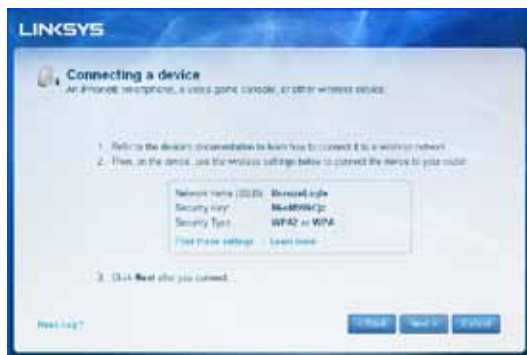 LINKSYS
Connecting a device
An iPhone® smartphone, a video game console, or other wireless device
1. Refer to the device's documentation to learn how to connect it to a wireless network.
2. Then, on the device, use the wireless settings below to connect the device to your router
Network name (SSID):
Security Key:
Security Type: WPA2 or WPA
Print these settings Learn more
3. Click Next after you connect.
Need help?
< Back Next > Cancel